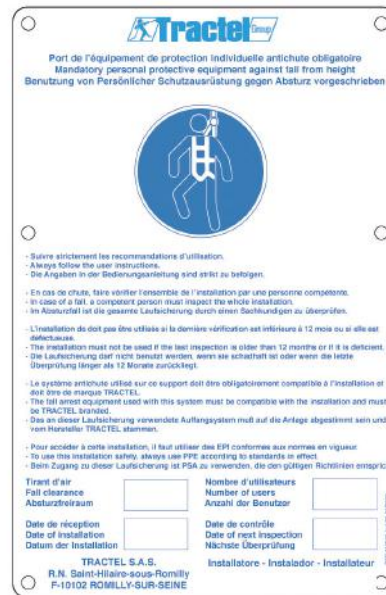 Tractel Group
Port de l'équipement de protection individuelle antichute obligatoire
Mandatory personal protective equipment against fall from height
Benutzung von Persönlicher Schutzausrüstung gegen Absturz vorgeschrieben
- Suivre strictement les recommandations d'utilisation.
- Always follow the user instructions.
- Die Angaben in der Bedienungsanleitung sind strikt zu befolgen.
- En cas de chute, faire vérifier l'ensemble de l'installation par une personne compétente.
- In case of a fall, a competent person must inspect the whole installation.
- Im Absturzfall ist die gesamte Laufsicherung durch einen Sachkundigen zu überprüfen.
- L'installation de doit pas être utilisée si la dernière vérification est inférieure à 12 mois ou si elle est
défectueuse.
- The installation must not be used if the last inspection is older than 12 months or if it is deficient.
- Die Laufsicherung darf nicht benutzt werden, wenn sie schadhaft ist oder wenn die letzte
Überprüfung länger als 12 Monate zurückliegt.
- Le système antichute utilisé sur ce support doit être obligatoirement compatible à l'installation et
doit être de marque TRACTEL.
- The fall arrest equipment used with this system must be compatible with the installation and must
be TRACTEL branded.
- Das an dieser Laufsicherung verwendete Auffangsystem muß auf die Anlage abgestimmt sein und
vom Hersteller TRACTEL stammen.
- Pour accéder à cette installation, il faut utiliser des EPI conformes aux normes en vigueur.
- To use this installation safely, always use PPE according to standards in effect.
- Beim Zugang zu dieser Laufsicherung ist PSA zu verwenden, die den gültigen Richtlinien entspric
Tirant d'air
Fall clearance
Absturzfreiraum
Nombre d'utilisateurs
Number of users
Anzahl der Benutzer
Date de réception
Date of installation
Datum der Installation
Date de contrôle
Date of next inspection
Nächste Überprüfung
TRACTEL S.A.S.
R.N. Saint-Hilaire-sous-Romilly
F-10102 ROMILLY-SUR-SEINE
Installatore - Instalador - Installateur